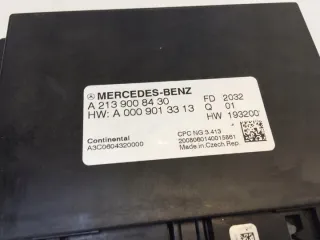 MERCEDES-BENZ
A 213 900 84 30 FD 2032
HW: A 000 901 33 13 Q 01
HW 193200
Continental CPC NG 3.413
A3C0604320000 2008060140015881
Made in Czech Rep.